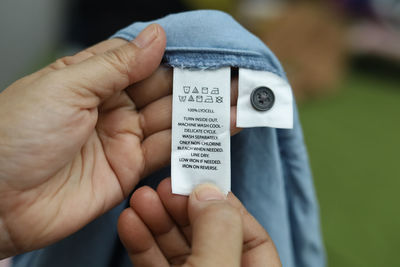 100% LYOCELL
TURN INSIDE OUT.
MACHINE WASH COOL -
DELICATE CYCLE.
WASH SEPARATELY.
ONLY NON-CHLORINE
BLEACH WHEN NEEDED.
LINE DRY.
LOW IF NEEDED.
IRON ON REVERSE.